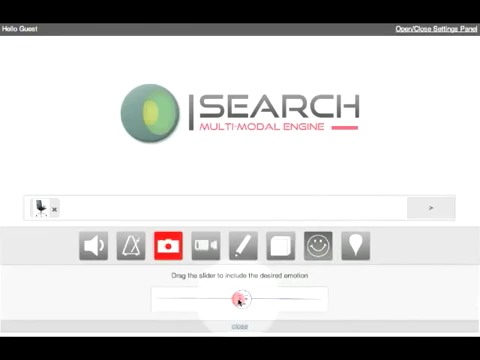 Hello Guest
Open/Close Settings Panel
|SEARCH
MULTI-MODAL ENGINE
x
>
Drag the slider to include the desired emotion
close